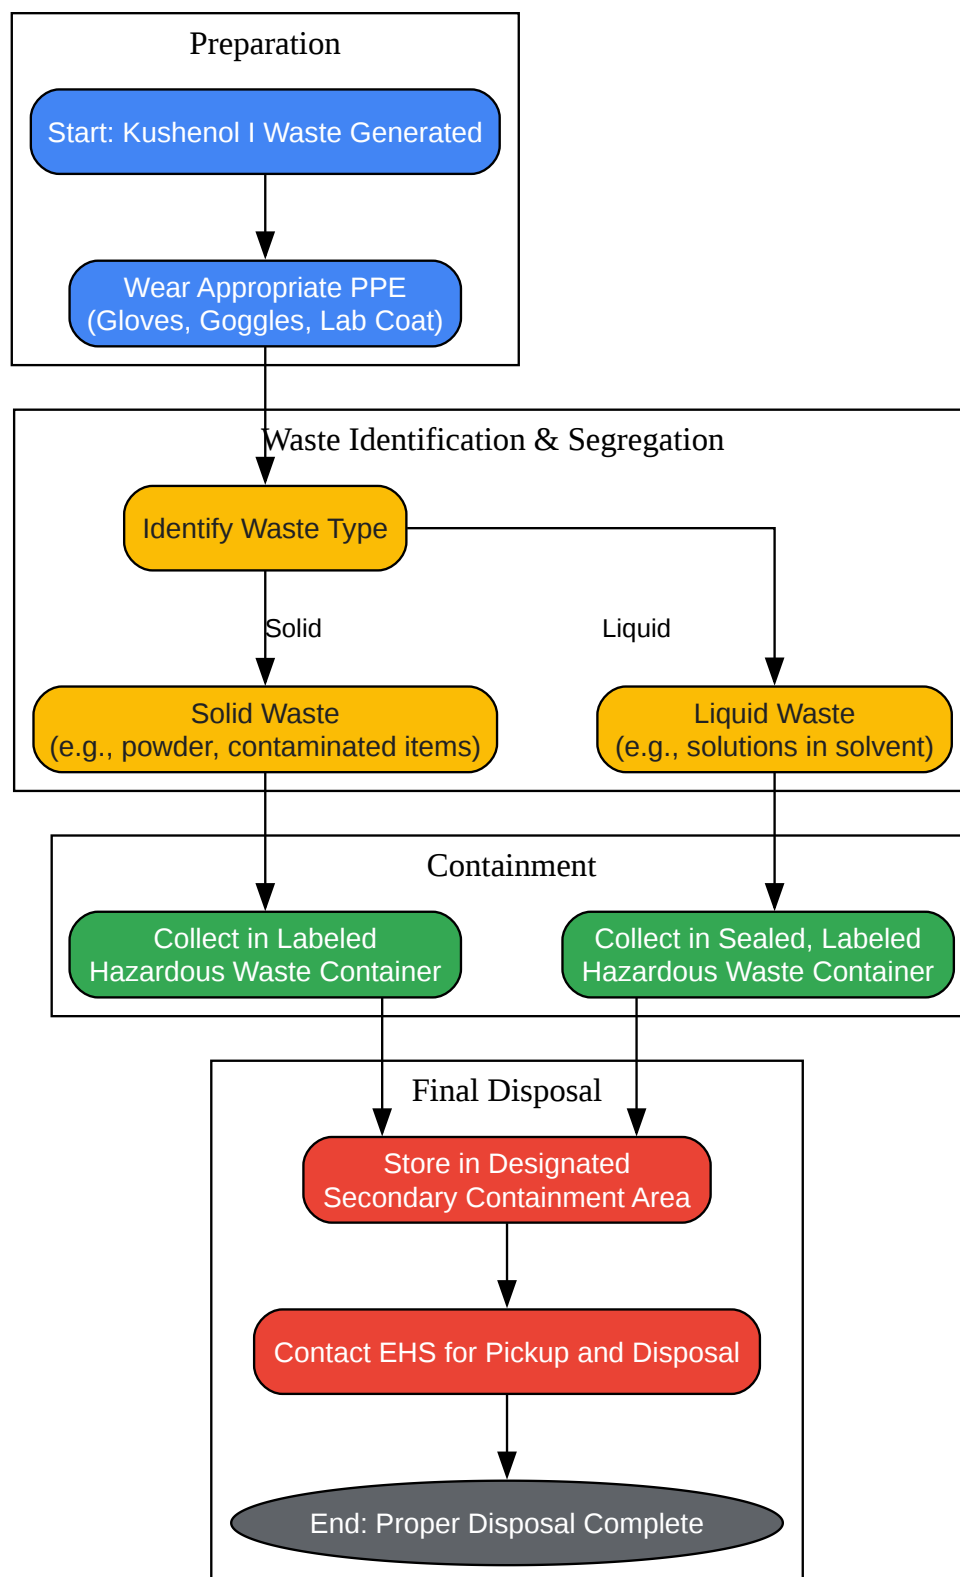 Preparation
Start: Kushenol I Waste Generated
Wear Appropriate PPE
(Gloves, Goggles, Lab Coat)
Waste Identification & Segregation
Identify Waste Type
Solid
Liquid
Solid Waste
(e.g., powder, contaminated items)
Liquid Waste
(e.g., solutions in solvent)
Containment
Collect in Labeled
Hazardous Waste Container
Collect in Sealed, Labeled
Hazardous Waste Container
Final Disposal
Store in Designated
Secondary Containment Area
Contact EHS for Pickup and Disposal
End: Proper Disposal Complete